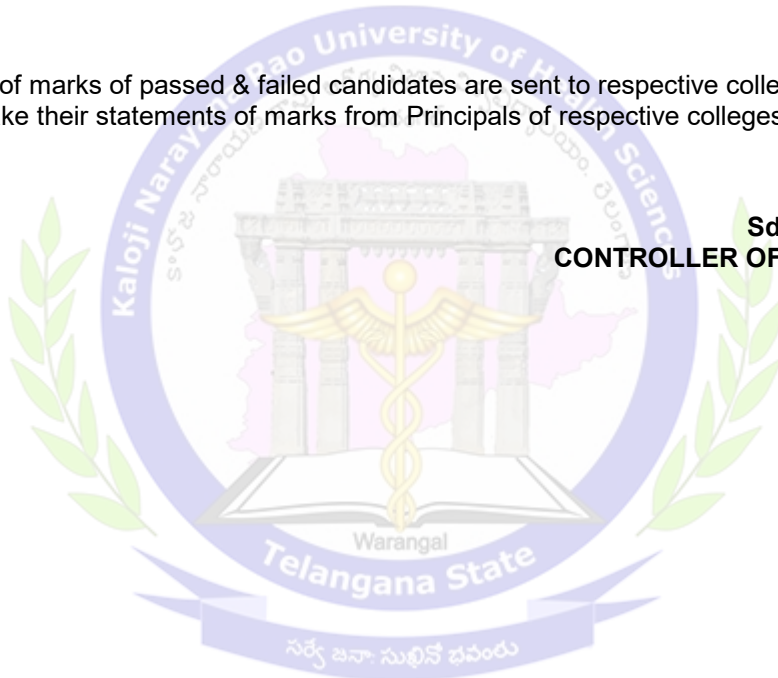 of marks of passed & failed candidates are sent to respective colle
ke their statements of marks from Principals of respective colleges
Sd
CONTROLLER OF
Kaloji Narayana Rao University of Health Sciences
Warangal
Telangana State
సర్వే జనాః సుఖినో భవంతు